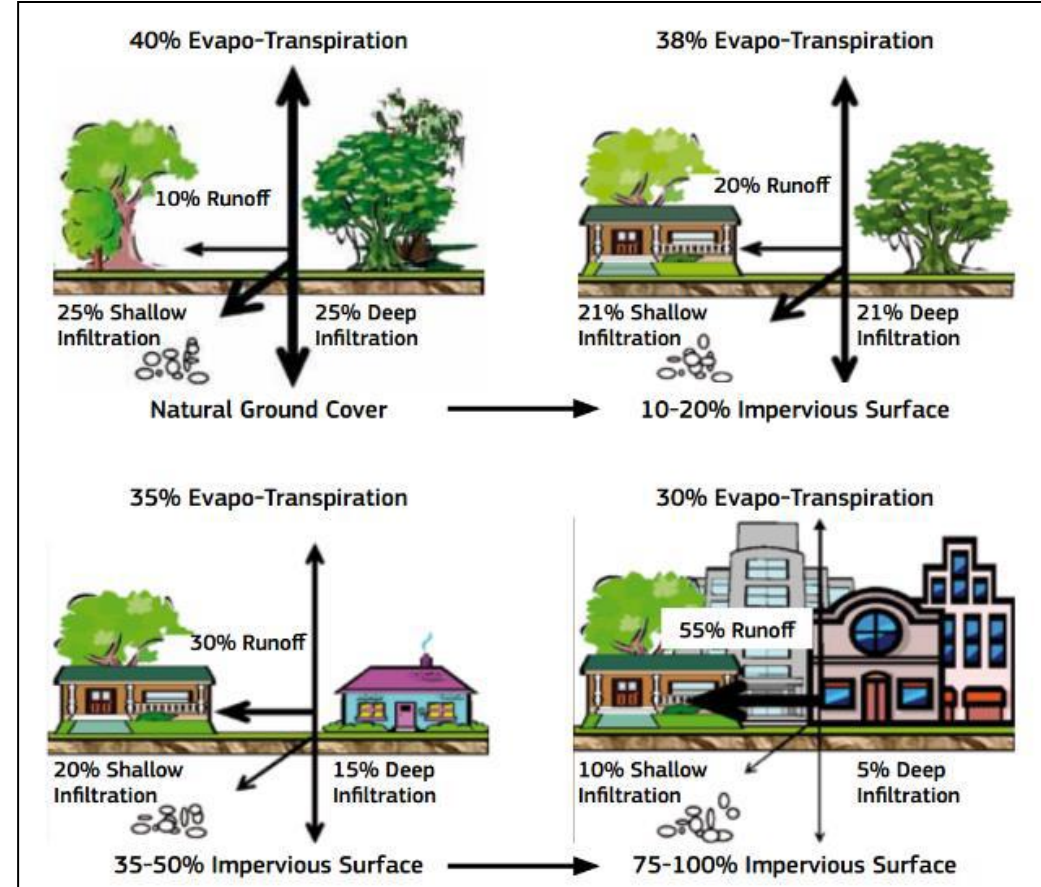 40% Evapo-Transpiration
10% Runoff
25% Shallow
Infiltration
25% Deep
Infiltration
Natural Ground Cover
38% Evapo-Transpiration
20% Runoff
21% Shallow
Infiltration
21% Deep
Infiltration
10-20% Impervious Surface
35% Evapo-Transpiration
30% Runoff
20% Shallow
Infiltration
15% Deep
Infiltration
35-50% Impervious Surface
30% Evapo-Transpiration
55% Runoff
10% Shallow
Infiltration
5% Deep
Infiltration
75-100% Impervious Surface